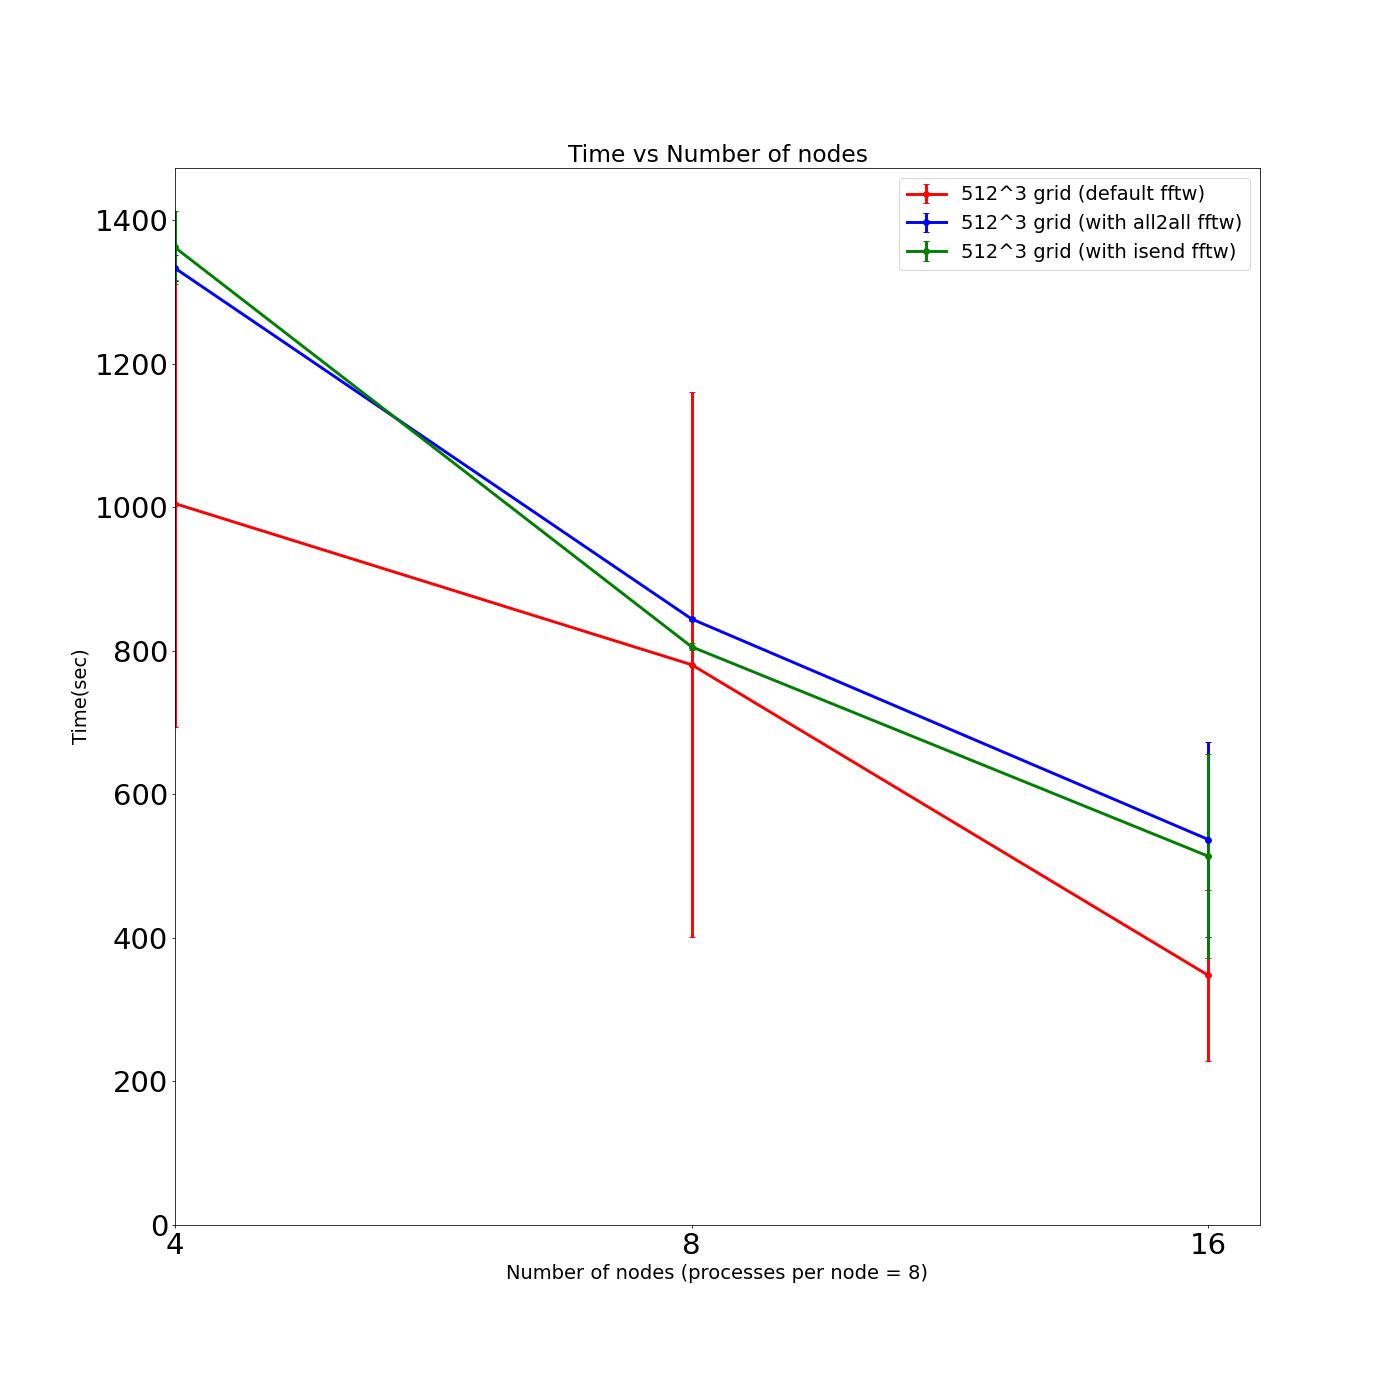 Time vs Number of nodes
512^3 grid (default fftw)
512^3 grid (with all2all fftw)
512^3 grid (with isend fftw)
1400
1200
1000
800
600
400
200
0
Time(sec)
4 8 16
Number of nodes (processes per node = 8)